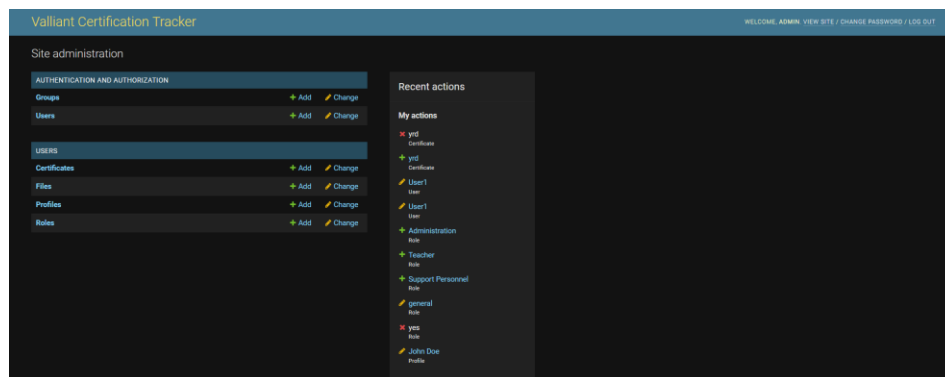 Valliant Certification Tracker
WELCOME, ADMIN. VIEW SITE / CHANGE PASSWORD / LOG OUT
Site administration
AUTHENTICATION AND AUTHORIZATION
Groups + Add Change
Users + Add Change
USERS
Certificates + Add Change
Files + Add Change
Profiles + Add Change
Roles + Add Change
Recent actions
My actions
yrd
Certificate
yrd
Certificate
User1
User
User1
User
Administration
Role
Teacher
Role
Support Personnel
Role
general
Role
yes
Role
John Doe
Profile